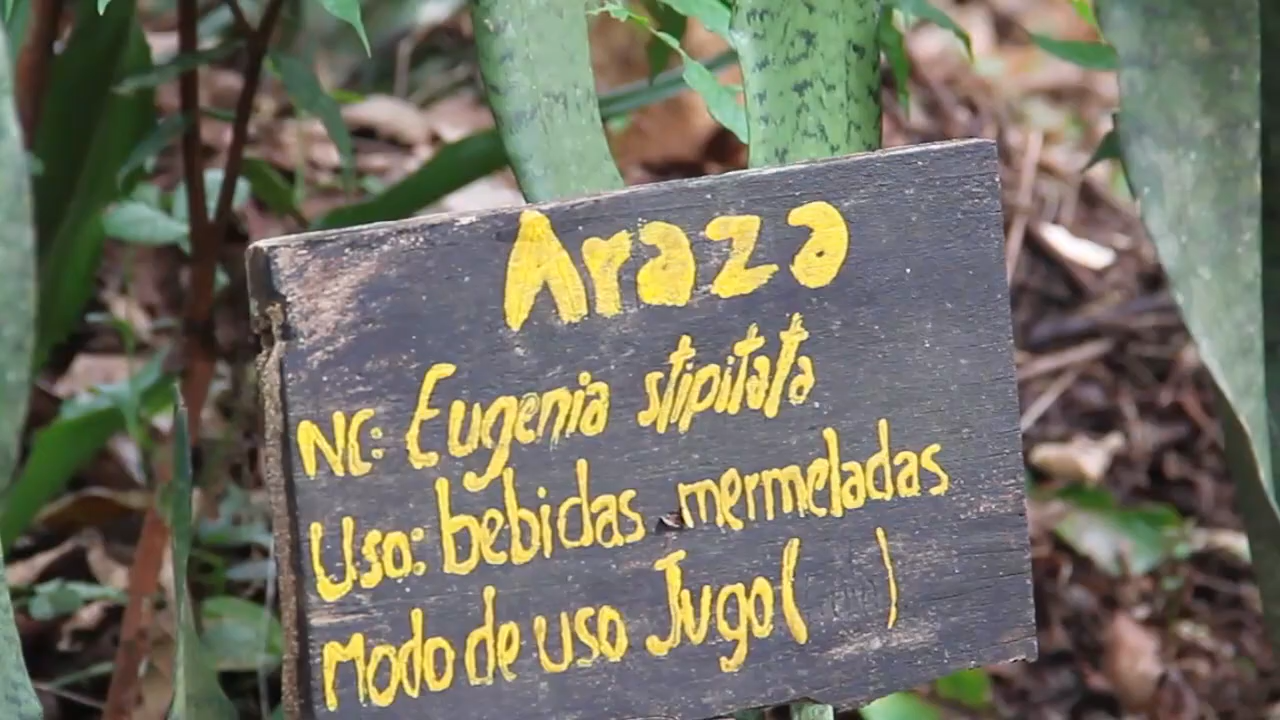 Araza
NC: Eugenia stipitata
Uso: bebidas mermeladas
Modo de uso Jugo( )